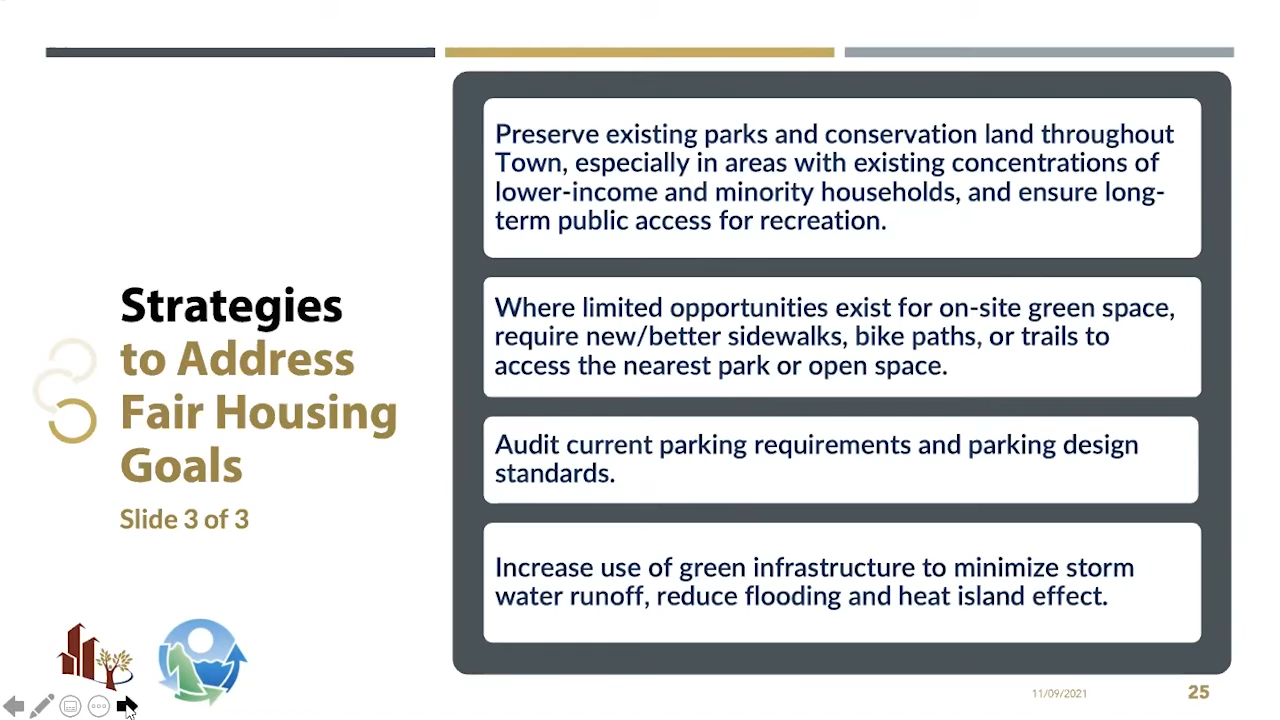 Strategies
to Address
Fair Housing
Goals
Slide 3 of 3
Preserve existing parks and conservation land throughout
Town, especially in areas with existing concentrations of
lower-income and minority households, and ensure long-
term public access for recreation.
Where limited opportunities exist for on-site green space,
require new/better sidewalks, bike paths, or trails to
access the nearest park or open space.
Audit current parking requirements and parking design
standards.
Increase use of green infrastructure to minimize storm
water runoff, reduce flooding and heat island effect.
11/09/2021
25